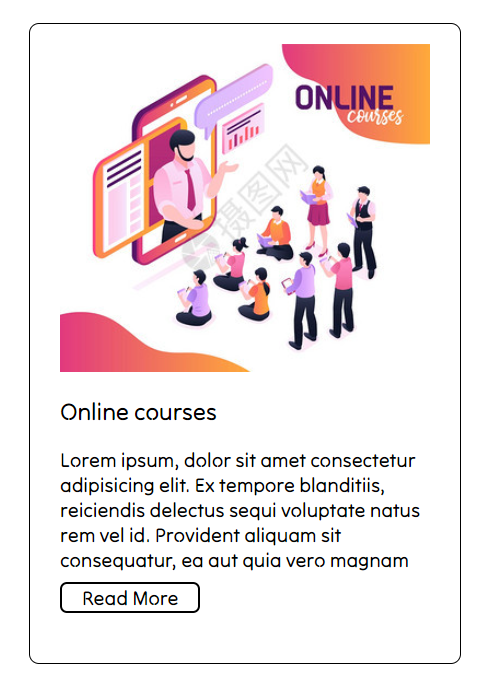 ONLINE
courses
摄图网
Online courses
Lorem ipsum, dolor sit amet consectetur
adipisicing elit. Ex tempore blanditiis,
reiciendis delectus sequi voluptate natus
rem vel id. Provident aliquam sit
consequatur, ea aut quia vero magnam
Read More